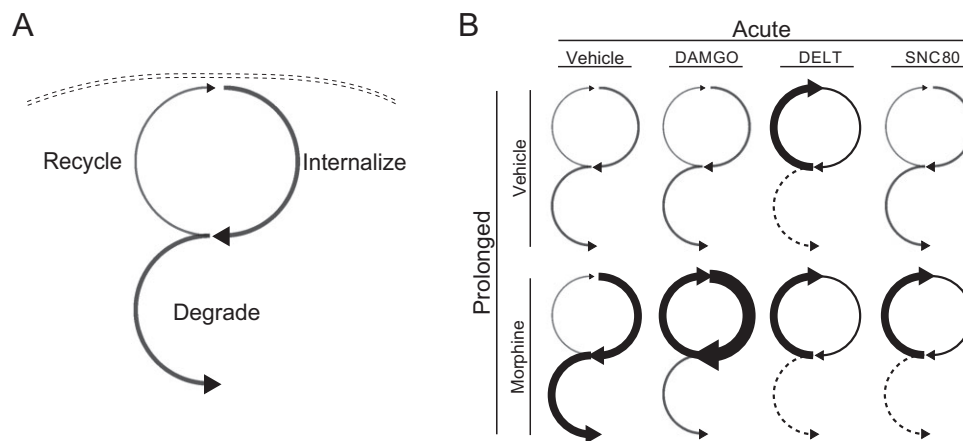 A
Recycle
Internalize
Degrade
B
Acute
Vehicle DAMGO DELT SNC80
Prolonged
Vehicle
Morphine